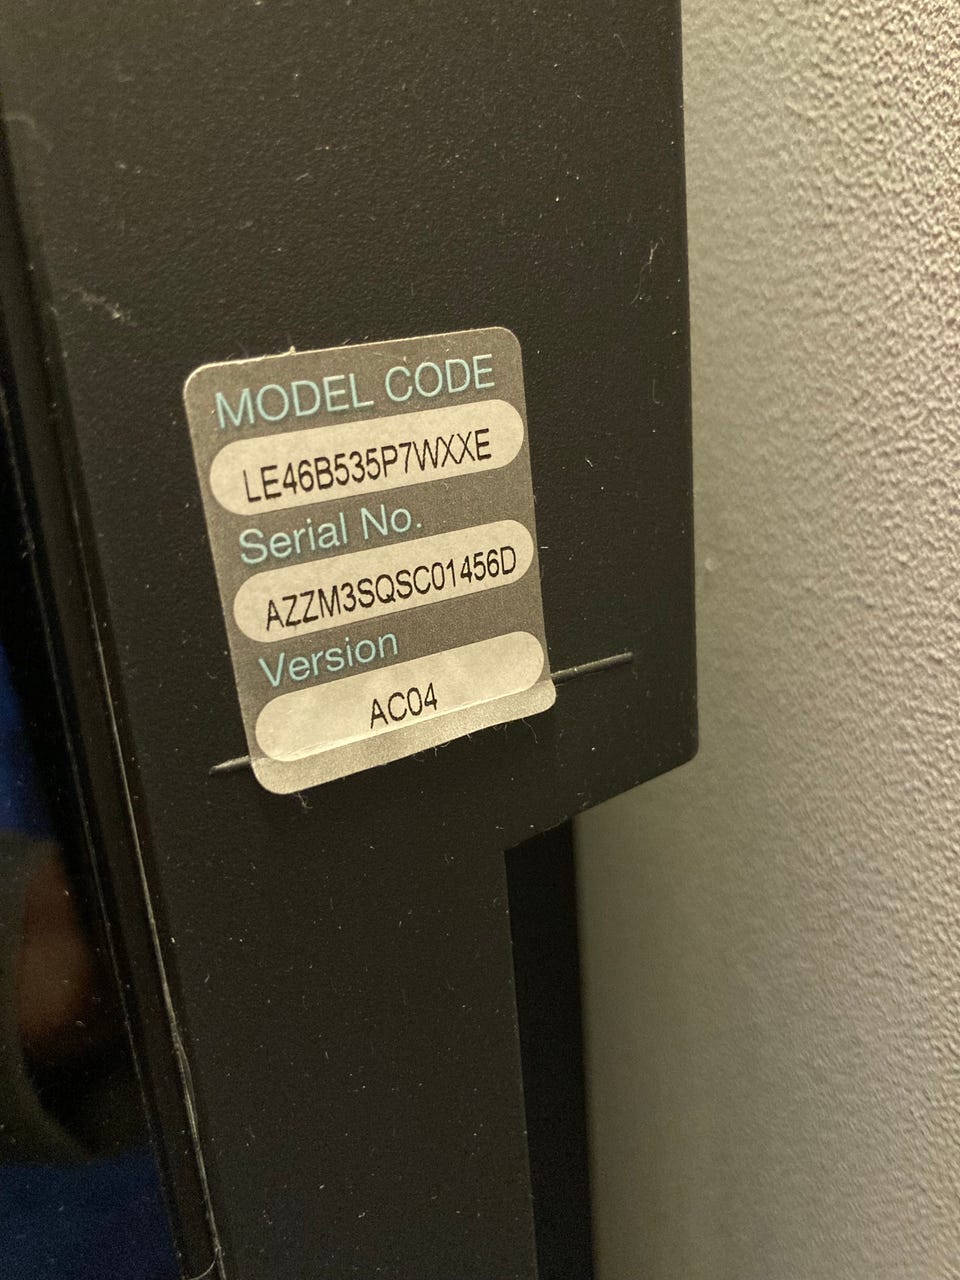 MODEL CODE
LE46B535P7WXXE
Serial No.
AZZM3SQSC01456D
Version
AC04